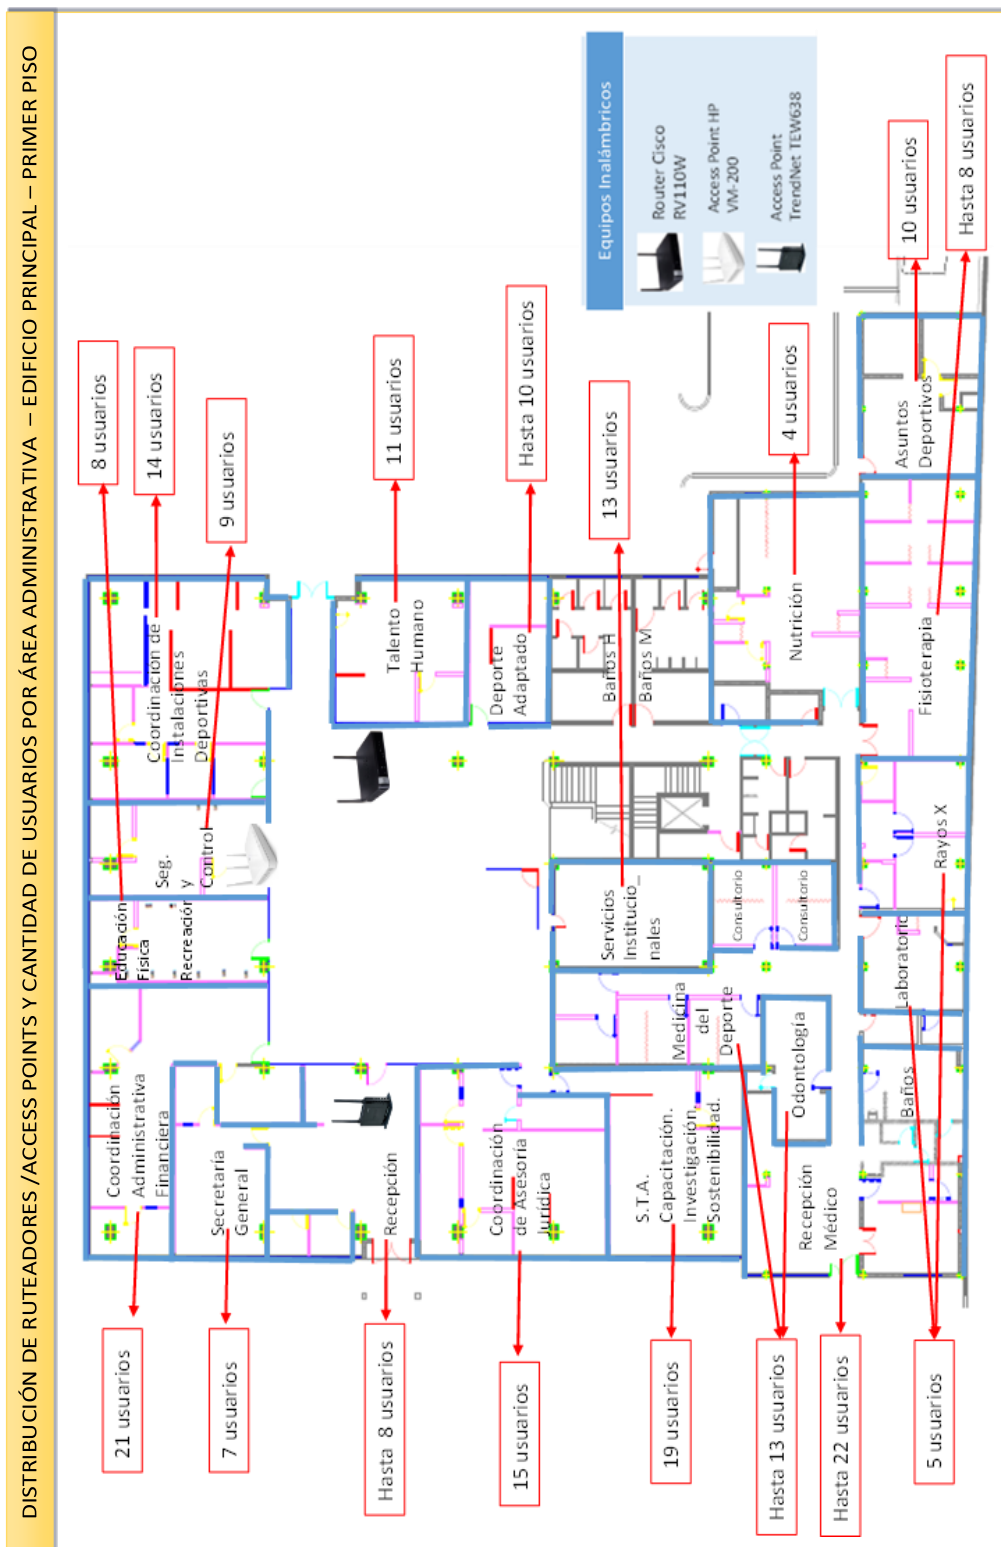 DISTRIBUCIÓN DE RUTEADORES /ACCESS POINTS Y CANTIDAD DE USUARIOS POR ÁREA ADMINISTRATIVA – EDIFICIO PRINCIPAL – PRIMER PISO
21 usuarios
7 usuarios
Hasta 8 usuarios
15 usuarios
19 usuarios
Hasta 13 usuarios
Hasta 22 usuarios
5 usuarios
Coordinación
Administrativa
Financiera
Secretaría
General
Recepción
Coordinación
de Asesoría
Jurídica
S.T.A.
Capacitación.
Investigación
Sostenibilidad.
Recepción
Médico
Odontología
Medicina
del
Deporte
Baños
Laboratorio
Educación
Física
Recreación
Seg.
y
Control
Servicios
Institucio_
nales
Consultorio
Consultorio
Rayos X
Coordinacion de
Instalaciones
Deportivas
Talento
Humano
Deporte
Adaptado
Baños H
Baños M
Nutrición
Fisioterapia
Asuntos
Deportivos
8 usuarios
14 usuarios
9 usuarios
11 usuarios
Hasta 10 usuarios
13 usuarios
4 usuarios
10 usuarios
Hasta 8 usuarios
Equipos Inalámbricos
Router Cisco
RV110W
Access Point HP
VM-200
Access Point
TrendNet TEW638